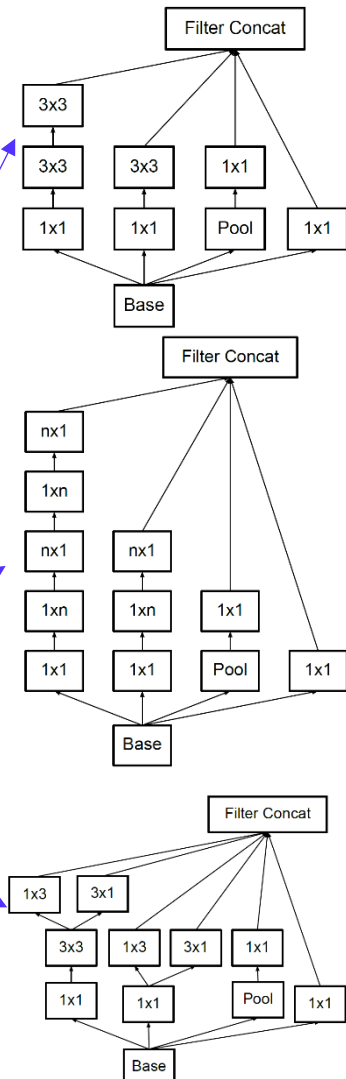 Filter Concat
3x3
3x3 3x3 1x1
1x1 1x1 Pool 1x1
Base
Filter Concat
nx1
1xn
nx1 nx1
1xn 1xn 1x1
1x1 1x1 Pool 1x1
Base
Filter Concat
1x3 3x1
3x3 1x3 3x1 1x1
1x1 1x1 Pool 1x1
Base